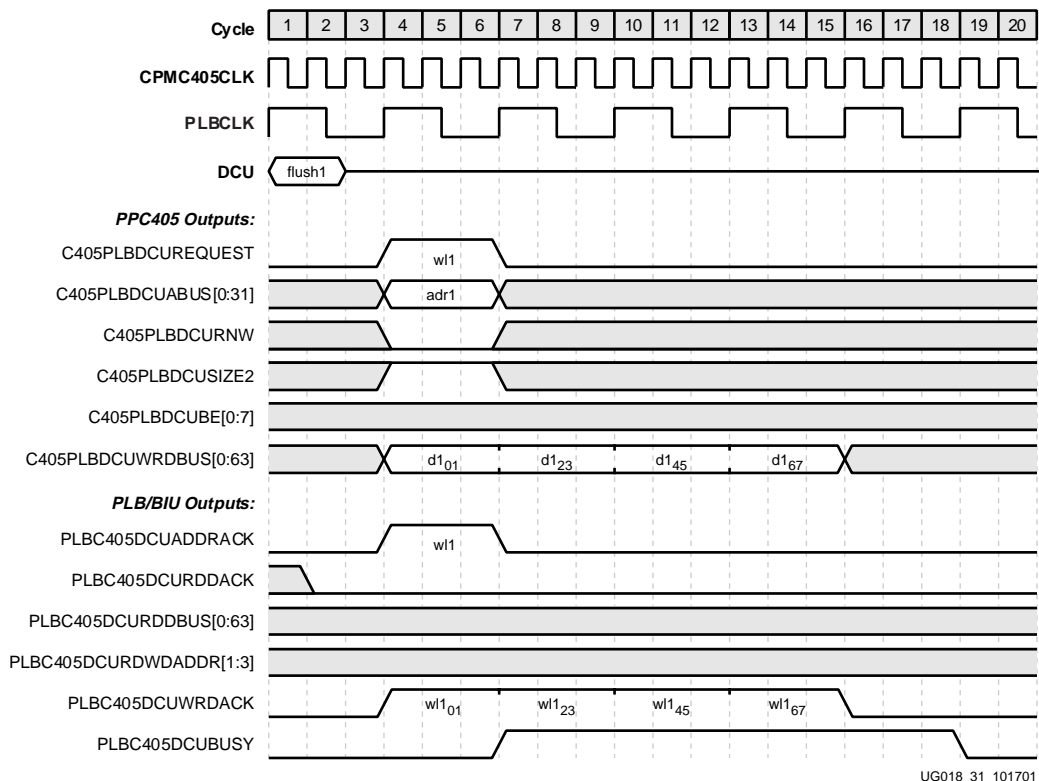 Cycle 1 2 3 4 5 6 7 8 9 10 11 12 13 14 15 16 17 18 19 20
CPMC405CLK
PLBCLK
DCU flush1
PPC405 Outputs:
C405PLBDCUREQUEST wl1
C405PLBDCUABUS[0:31] adr1
C405PLBDCURNW
C405PLBDCUSIZE2
C405PLBDCUBE[0:7]
C405PLBDCUWRDBUS[0:63] d101 d123 d145 d167
PLB/BIU Outputs:
PLBC405DCUADDRACK wl1
PLBC405DCURDDACK
PLBC405DCURDDBUS[0:63]
PLBC405DCURDWDADDR[1:3]
PLBC405DCUWRDACK wl101 wl123 wl145 wl167
PLBC405DCUBUSY
UG018_31_101701